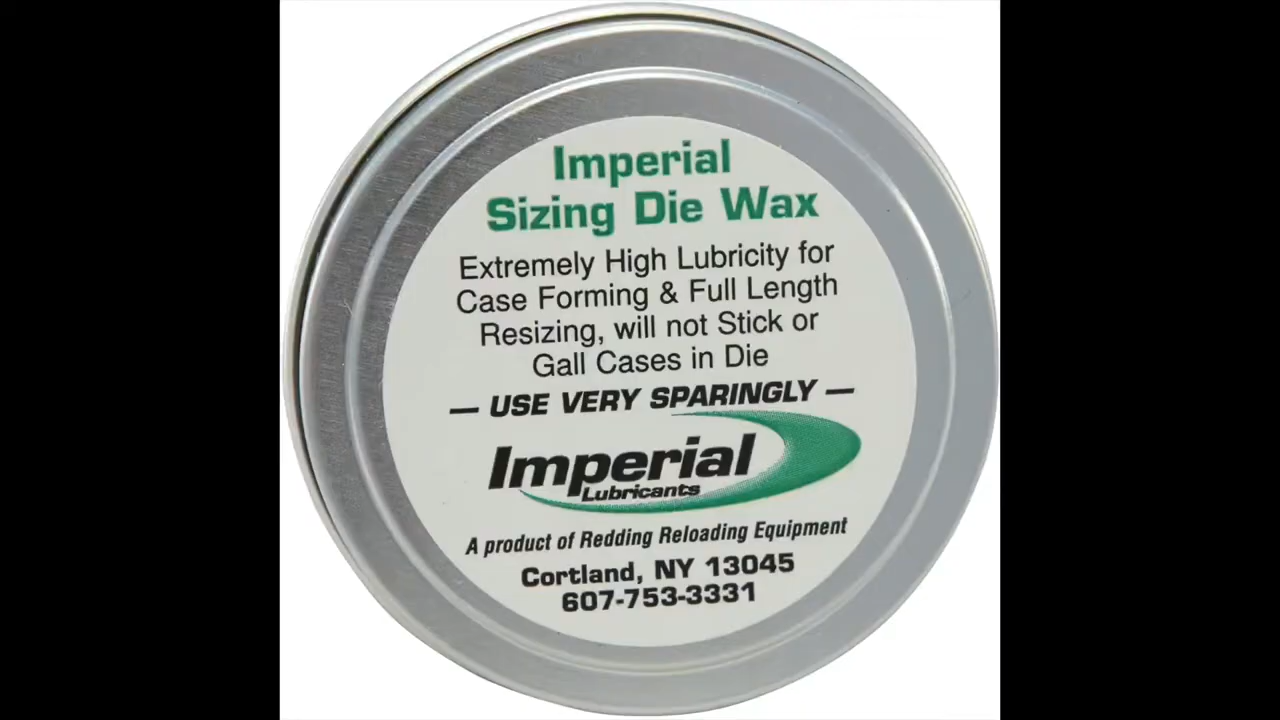 Imperial
Sizing Die Wax
Extremely High Lubricity for
Case Forming & Full Length
Resizing, will not Stick or
Gall Cases in Die
— USE VERY SPARINGLY —
Imperial
Lubricants
A product of Redding Reloading Equipment
Cortland, NY 13045
607-753-3331